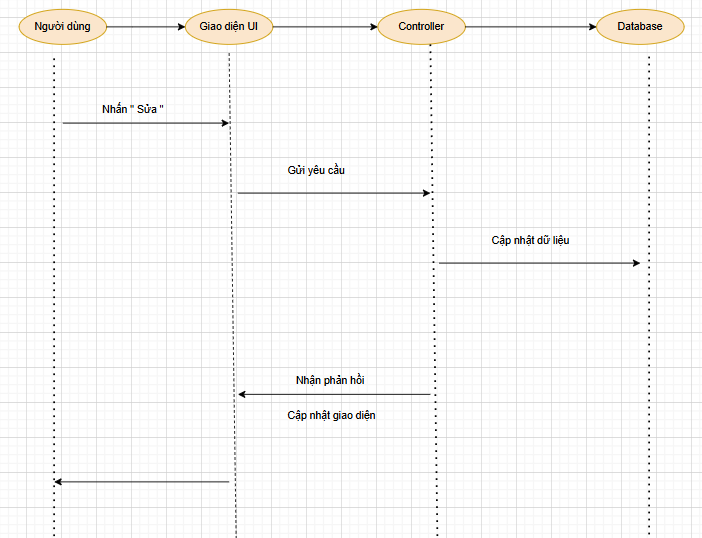 Người dùng
Giao diện UI
Controller
Database
Nhấn " Sửa "
Gửi yêu cầu
Cập nhật dữ liệu
Nhận phản hồi
Cập nhật giao diện